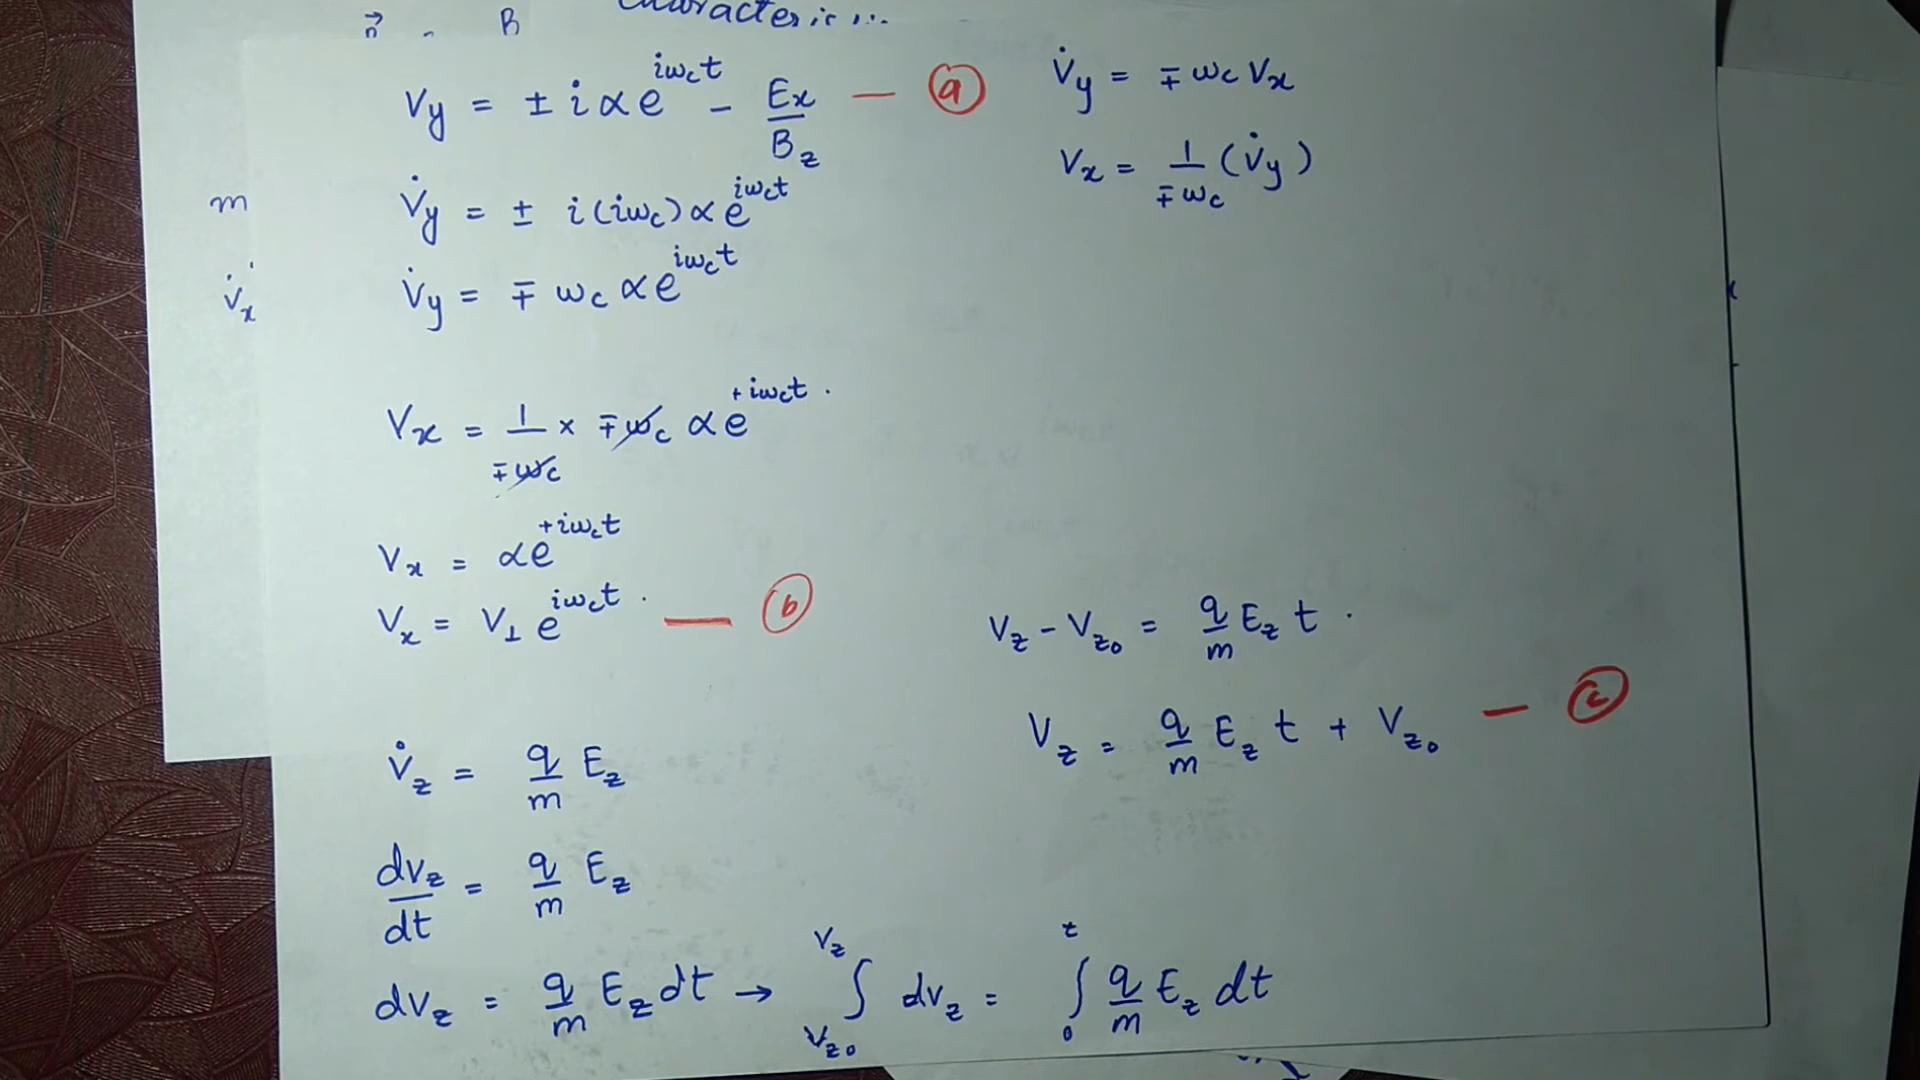 n⃗ B
m
v̇ₓ
Vy = ± i α e^{iω_c t} - Ex/Bz — ⓐ
V̇y = ± i(iω_c) α e^{iω_c t}
V̇y = ∓ ω_c α e^{iω_c t}
V̇y = ∓ ω_c Vx
Vx = 1/(∓ω_c) (V̇y)
Vx = 1/(∓ω_c) × ∓ω_c α e^{+iω_c t} .
Vx = α e^{+iω_c t}
Vx = V⊥ e^{iω_c t} . — ⓑ
V̇z = q/m Ez
dvz/dt = q/m Ez
dvz = q/m Ez dt → ∫_{Vz0}^{Vz} dvz = ∫_0^t q/m Ez dt
Vz - Vz0 = q/m Ez t .
Vz = q/m Ez t + Vz0 — ⓒ